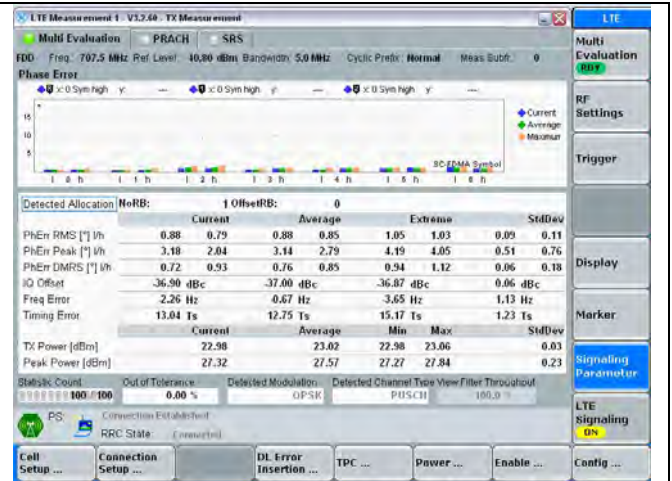 LTE Measurement 1 - V3.2.60 - TX Measurement
LTE
Multi Evaluation PRACH SRS
Multi Evaluation
RDY
FDD Freq.: 707.5 MHz Ref. Level: 40.80 dBm Bandwidth: 5.0 MHz Cyclic Prefix: Normal Meas Subfr.: 0
Phase Error
x: 0 Sym high y: --- x: 0 Sym high y: --- x: 0 Sym high y: ---
RF Settings
15
10
5
Current
Average
Maximum
SC-FDMA Symbol
l 0 h l 1 h l 2 h l 3 h l 4 h l 5 h l 6 h
Trigger
Detected Allocation NoRB: 1 OffsetRB: 0
Current Average Extreme StdDev
PhErr RMS [°] l/h 0.88 0.79 0.88 0.85 1.05 1.03 0.09 0.11
PhErr Peak [°] l/h 3.18 2.04 3.14 2.79 4.19 4.05 0.51 0.76
PhErr DMRS [°] l/h 0.72 0.93 0.76 0.85 0.94 1.12 0.06 0.18
Display
IQ Offset -36.90 dBc -37.00 dBc -36.87 dBc 0.06 dBc
Freq Error -2.26 Hz -0.67 Hz -3.65 Hz 1.13 Hz
Timing Error 13.04 Ts 12.75 Ts 15.17 Ts 1.23 Ts
Marker
Current Average Min Max StdDev
TX Power [dBm] 22.98 23.02 22.98 23.06 0.03
Peak Power [dBm] 27.32 27.57 27.27 27.84 0.23
Signaling Parameter
Statistic Count Out of Tolerance Detected Modulation Detected Channel Type View Filter Throughput
100 / 100 0.00 % QPSK PUSCH 100.0 %
PS: Connection Established
RRC State: Connected
LTE Signaling
ON
Cell Setup ... Connection Setup ... DL Error Insertion ... TPC ... Power ... Enable ... Config ...